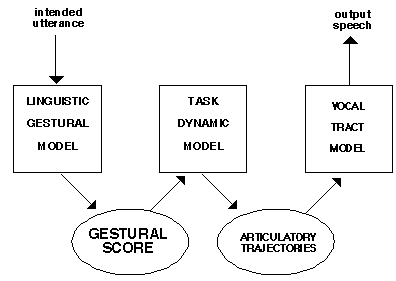 intended
utterance
output
speech
LINGUISTIC
GESTURAL
MODEL
TASK
DYNAMIC
MODEL
VOCAL
TRACT
MODEL
GESTURAL
SCORE
ARTICULATORY
TRAJECTORIES